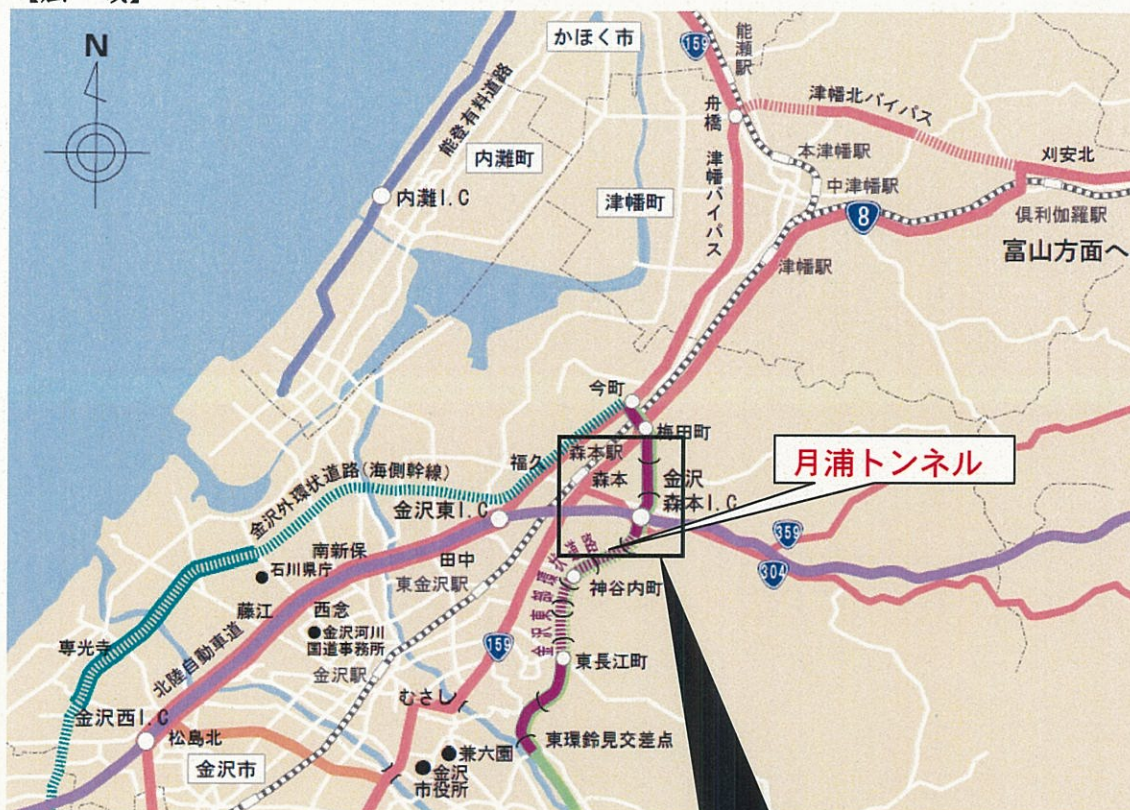 N
かほく市
159
能瀬駅
能登有料道路
内灘町
舟橋
津幡北バイパス
刈安北
本津幡駅
中津幡駅
内灘I.C
津幡町
津幡バイパス
8
倶利伽羅駅
富山方面へ
津幡駅
今町
梅田町
月浦トンネル
福久
森本駅
森本
金沢
森本I.C
金沢外環状道路(海側幹線)
金沢東I.C
359
304
南新保
石川県庁
田中
東金沢駅
神谷内町
藤江
西念
金沢河川
国道事務所
金沢駅
159
東長江町
専光寺
北陸自動車道
むさし
金沢西I.C
松島北
金沢市
兼六園
金沢
市役所
東環鈴見交差点